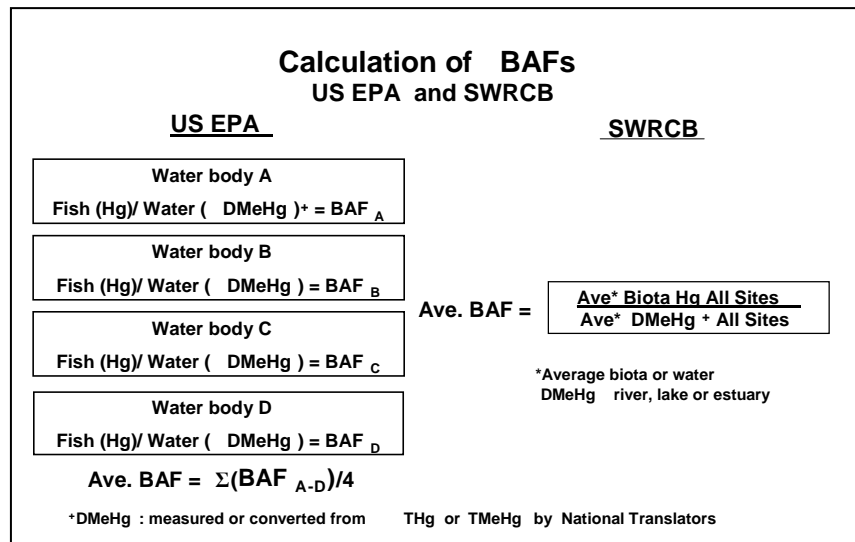 Calculation of BAFs
US EPA and SWRCB
US EPA
Water body A
Fish (Hg)/ Water ( DMeHg )+ = BAF A
Water body B
Fish (Hg)/ Water ( DMeHg ) = BAF B
Water body C
Fish (Hg)/ Water ( DMeHg ) = BAF C
Water body D
Fish (Hg)/ Water ( DMeHg ) = BAF D
Ave. BAF = Σ(BAF A-D)/4
SWRCB
Ave. BAF =
Ave* Biota Hg All Sites
Ave* DMeHg + All Sites
*Average biota or water
DMeHg river, lake or estuary
+DMeHg : measured or converted from THg or TMeHg by National Translators